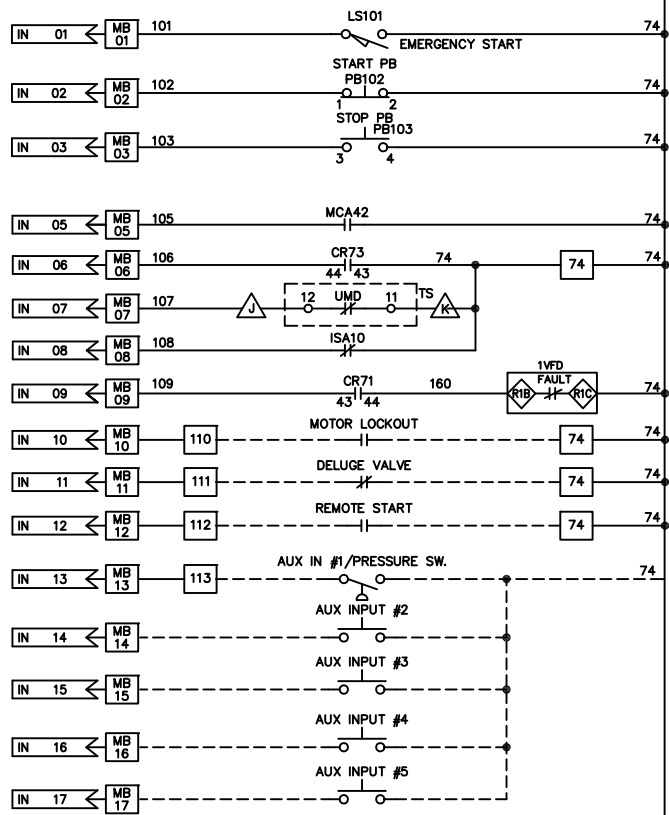 LS101
IN 01 MB 01 101 74
EMERGENCY START
START PB
PB102
IN 02 MB 02 102 74
1 2
STOP PB
PB103
IN 03 MB 03 103 74
3 4
MCA42
IN 05 MB 05 105 74
CR73
IN 06 MB 06 106 74 74 74
44 43
IN 07 MB 07 107 J 12 UMD 11 TS K
ISA10
IN 08 MB 08 108
1VFD
FAULT
CR71
IN 09 MB 09 109 160 R1B R1C 74
43 44
MOTOR LOCKOUT
IN 10 MB 10 110 74 74
DELUGE VALVE
IN 11 MB 11 111 74 74
REMOTE START
IN 12 MB 12 112 74 74
AUX IN #1/PRESSURE SW.
IN 13 MB 13 113 74
AUX INPUT #2
IN 14 MB 14
AUX INPUT #3
IN 15 MB 15
AUX INPUT #4
IN 16 MB 16
AUX INPUT #5
IN 17 MB 17